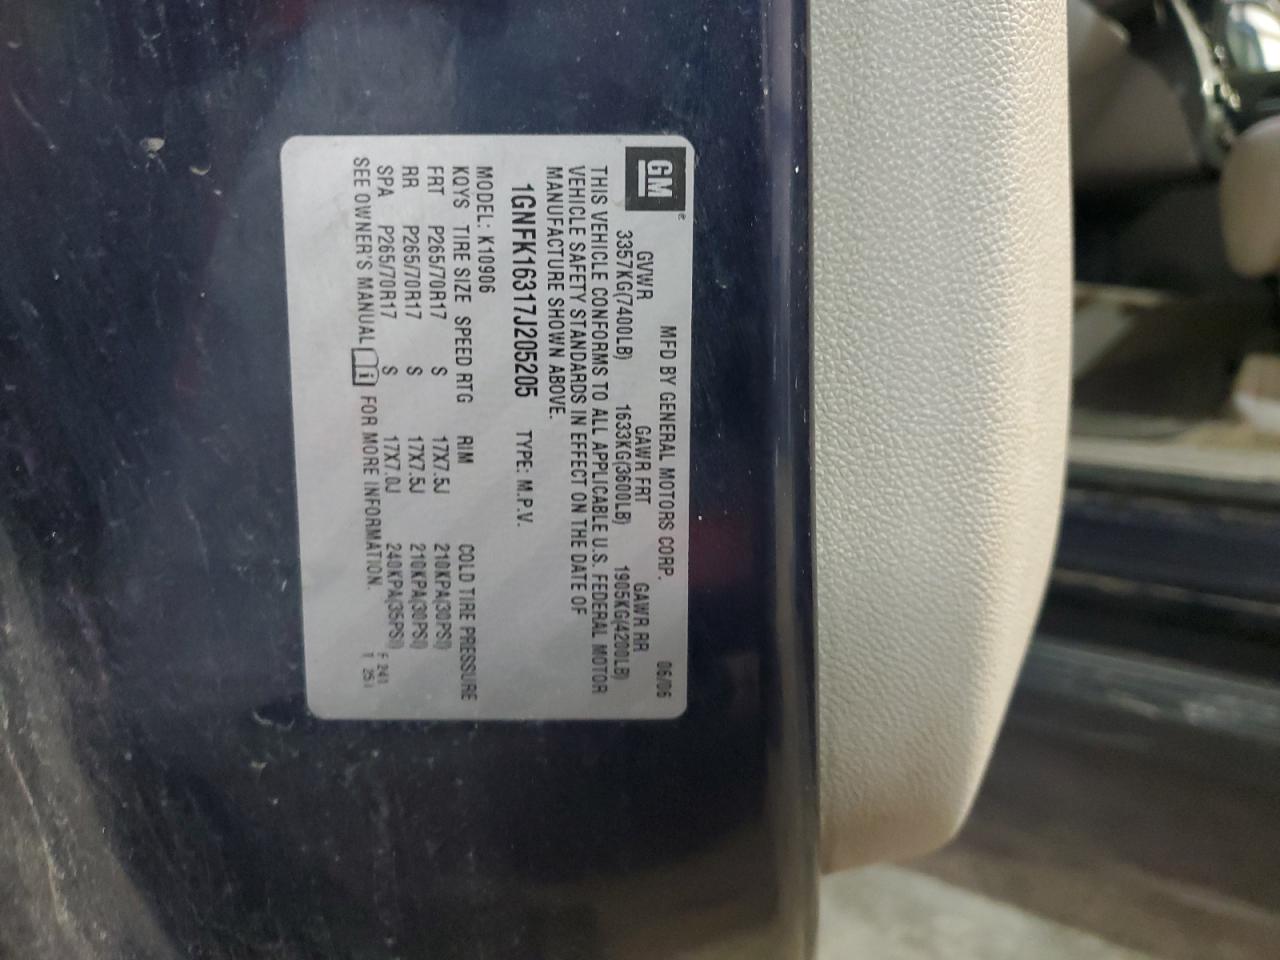 GM
MFD BY GENERAL MOTORS CORP. 06/06
GVWR GAWR FRT GAWR RR
3357KG(7400LB) 1633KG(3600LB) 1905KG(4200LB)
THIS VEHICLE CONFORMS TO ALL APPLICABLE U.S. FEDERAL MOTOR
VEHICLE SAFETY STANDARDS IN EFFECT ON THE DATE OF
MANUFACTURE SHOWN ABOVE.
1GNFK16317J205205 TYPE: M.P.V.
MODEL: K10906
KQYS TIRE SIZE SPEED RTG RIM COLD TIRE PRESSURE
FRT P265/70R17 S 17X7.5J 210KPA(30PSI)
RR P265/70R17 S 17X7.5J 210KPA(30PSI)
SPA P265/70R17 S 17X7.0J 240KPA(35PSI)
SEE OWNER'S MANUAL i FOR MORE INFORMATION.
F 241